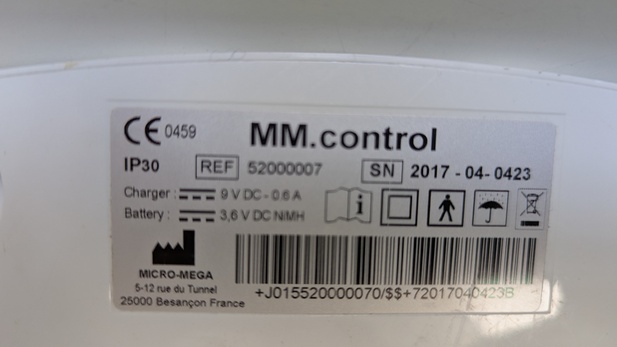 CE 0459 MM.control
IP30 REF 52000007 SN 2017 - 04- 0423
Charger : 9 V DC - 0.6 A
Battery : 3,6 V DC NiMH
i
MICRO-MEGA
5-12 rue du Tunnel
25000 Besançon France
+J015520000070/$$+72017040423B